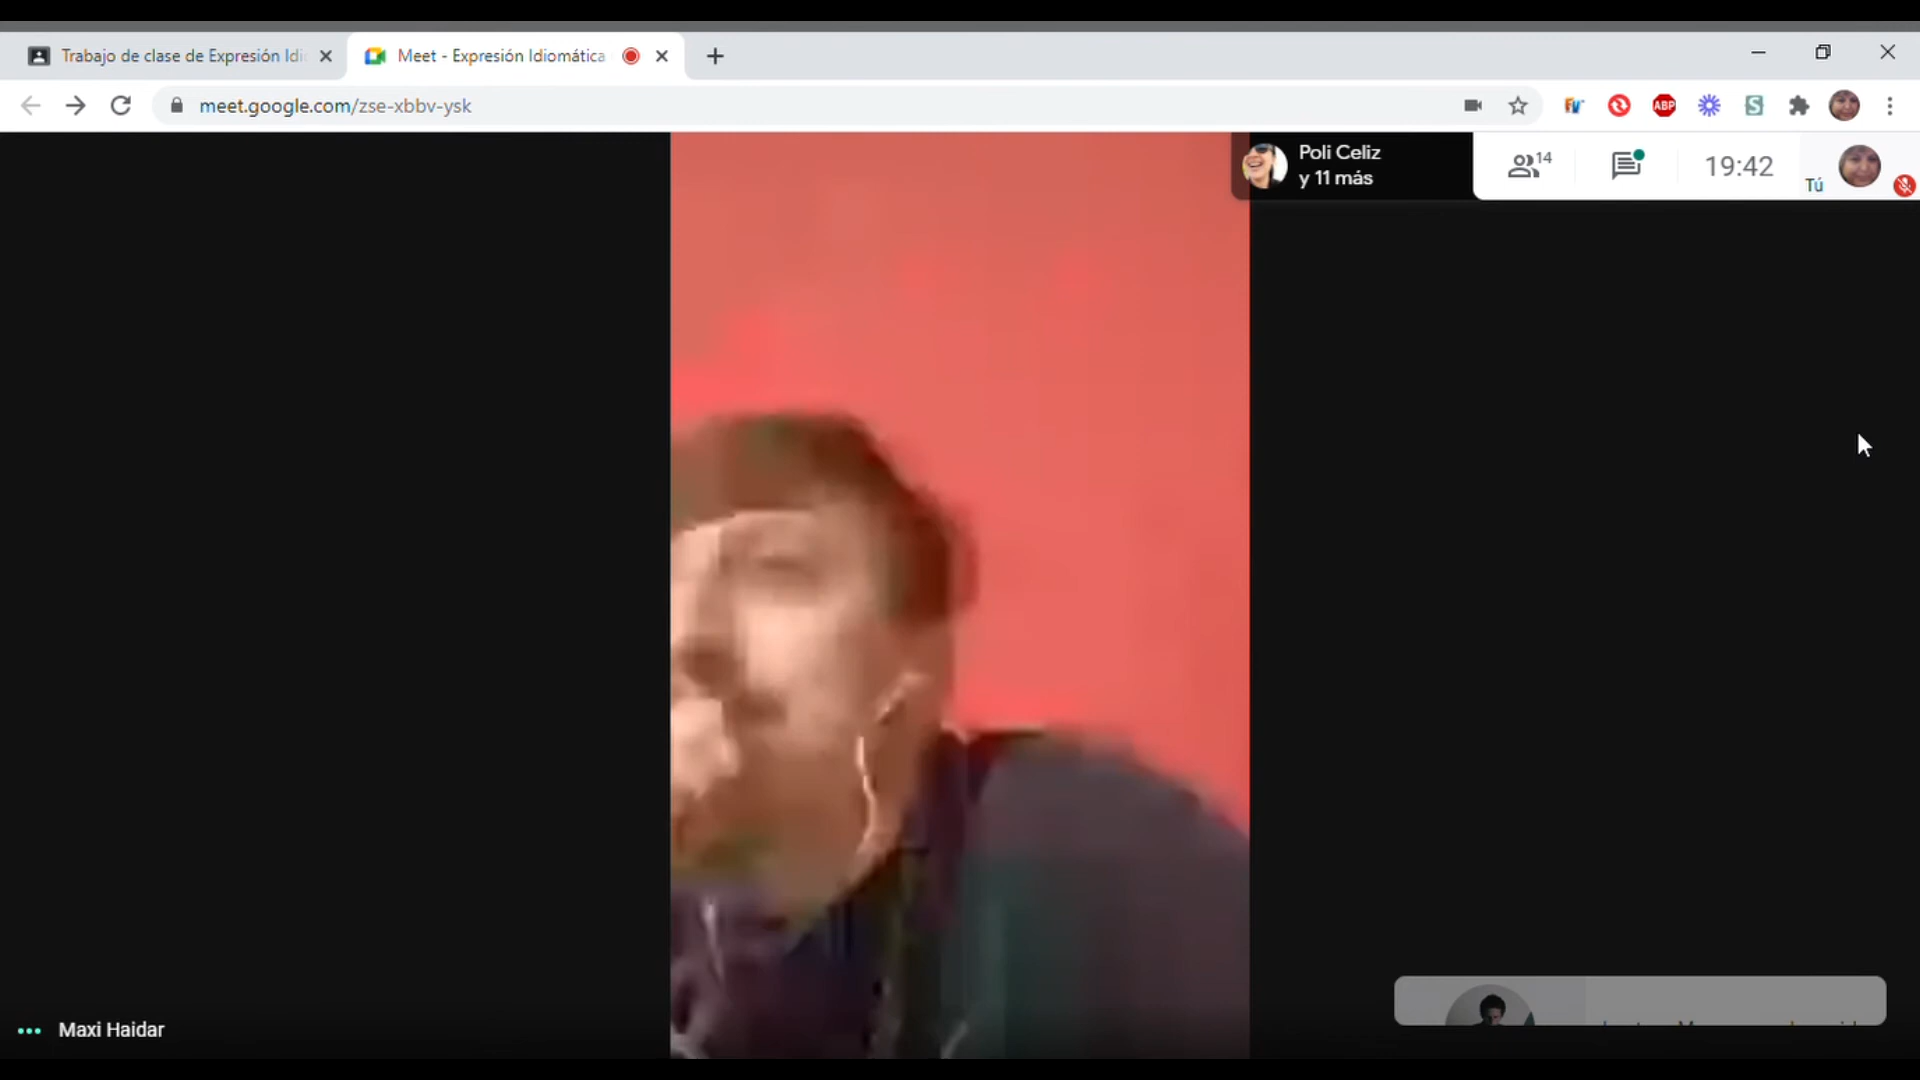 Trabajo de clase de Expresión Idi
Meet - Expresión Idiomática
meet.google.com/zse-xbbv-ysk
ABP
S
Poli Celiz
y 11 más
14
19:42
Tú
Maxi Haidar